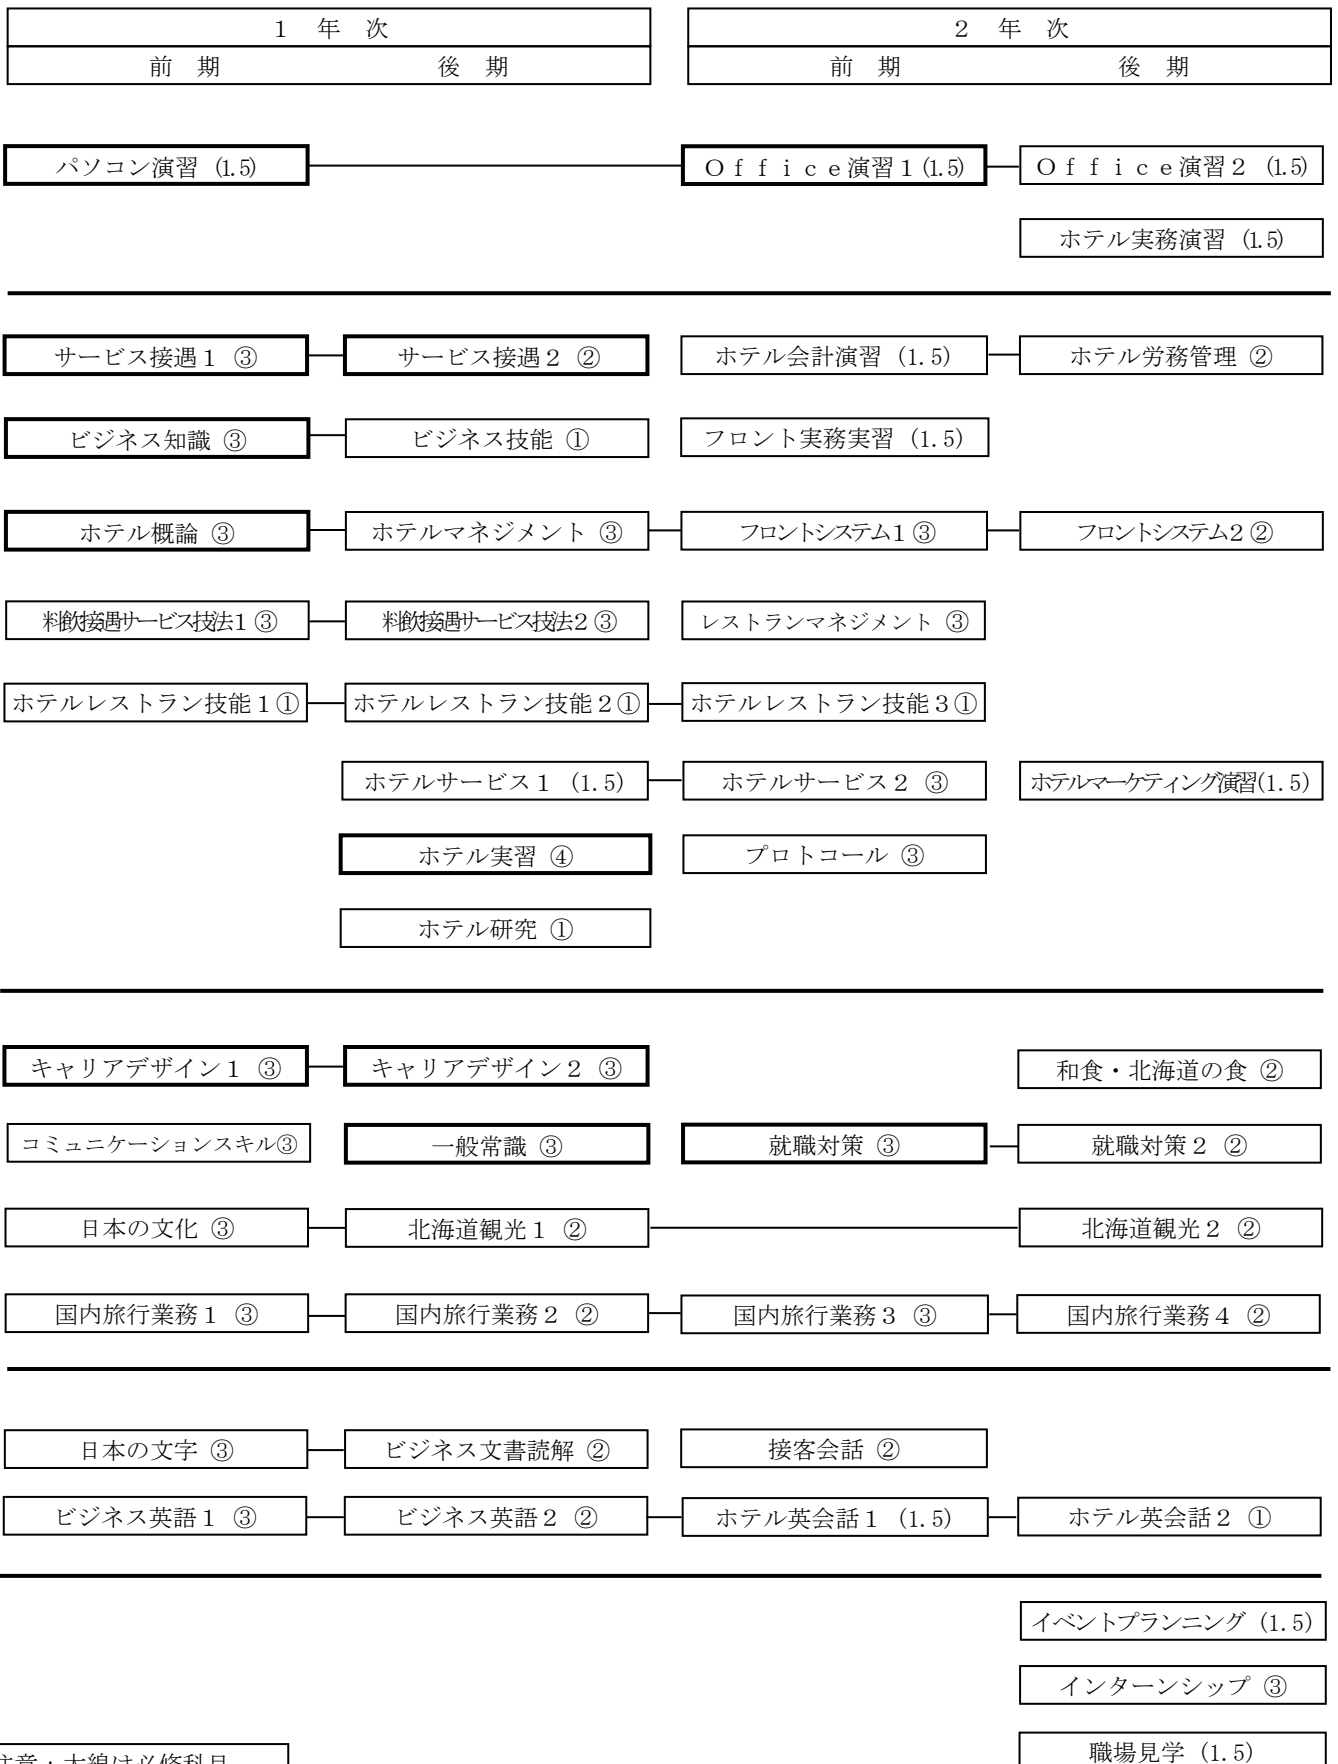 1 年 次 2 年 次
前 期 後 期 前 期 後 期
パソコン演習 (1.5) Office演習1(1.5) Office演習2 (1.5)
ホテル実務演習 (1.5)
サービス接遇1 ③ サービス接遇2 ② ホテル会計演習 (1.5) ホテル労務管理 ②
ビジネス知識 ③ ビジネス技能 ① フロント実務実習 (1.5)
ホテル概論 ③ ホテルマネジメント ③ フロントシステム1 ③ フロントシステム2 ②
料飲接遇サービス技法1 ③ 料飲接遇サービス技法2 ③ レストランマネジメント ③
ホテルレストラン技能1① ホテルレストラン技能2① ホテルレストラン技能3①
ホテルサービス1 (1.5) ホテルサービス2 ③ ホテルマーケティング演習(1.5)
ホテル実習 ④ プロトコール ③
ホテル研究 ①
キャリアデザイン1 ③ キャリアデザイン2 ③ 和食・北海道の食 ②
コミュニケーションスキル③ 一般常識 ③ 就職対策 ③ 就職対策2 ②
日本の文化 ③ 北海道観光1 ② 北海道観光2 ②
国内旅行業務1 ③ 国内旅行業務2 ② 国内旅行業務3 ③ 国内旅行業務4 ②
日本の文字 ③ ビジネス文書読解 ② 接客会話 ②
ビジネス英語1 ③ ビジネス英語2 ② ホテル英会話1 (1.5) ホテル英会話2 ①
イベントプランニング (1.5)
インターンシップ ③
職場見学 (1.5)
注意・太線は必修科目